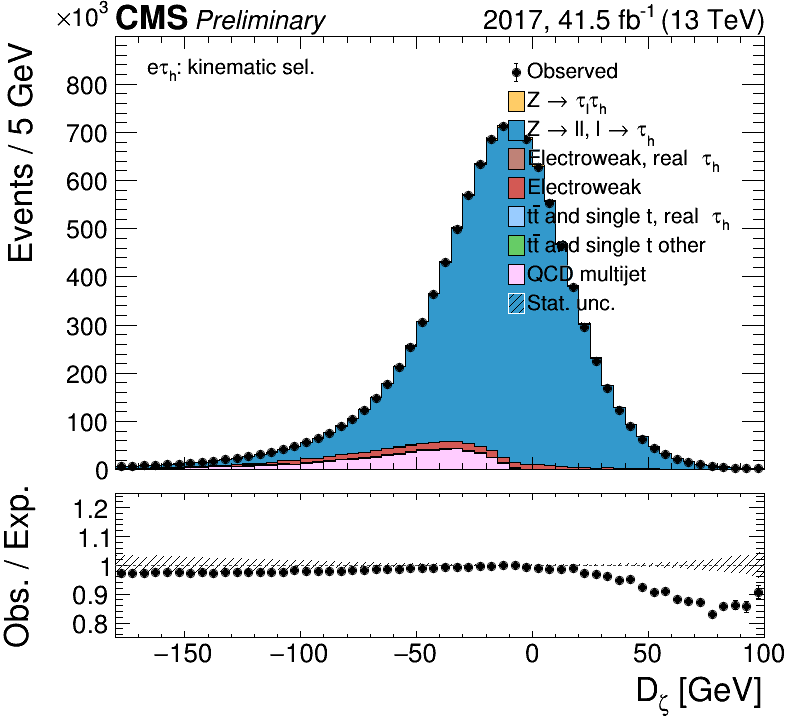 ×10³ CMS Preliminary 2017, 41.5 fb⁻¹ (13 TeV)
eτₕ: kinematic sel.
Observed
Z → τₗτₕ
Z → ll, l → τₕ
Electroweak, real τₕ
Electroweak
tt̄ and single t, real τₕ
tt̄ and single t other
QCD multijet
Stat. unc.
Events / 5 GeV
800
700
600
500
400
300
200
100
0
Obs. / Exp.
1.2
1.1
1
0.9
0.8
−150 −100 −50 0 50 100
D_ζ [GeV]